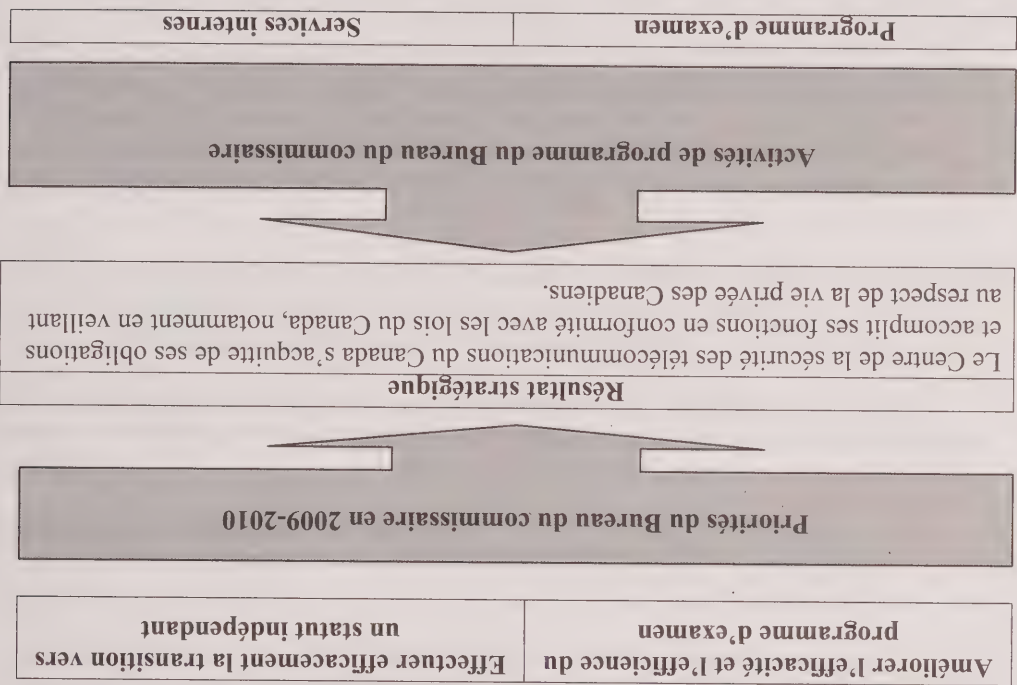 Améliorer l'efficacité et l'efficience du
programme d'examen
Effectuer efficacement la transition vers
un statut indépendant
Priorités du Bureau du commissaire en 2009-2010
Résultat stratégique
Le Centre de la sécurité des télécommunications du Canada s'acquitte de ses obligations
et accomplit ses fonctions en conformité avec les lois du Canada, notamment en veillant
au respect de la vie privée des Canadiens.
Activités de programme du Bureau du commissaire
Programme d'examen
Services internes